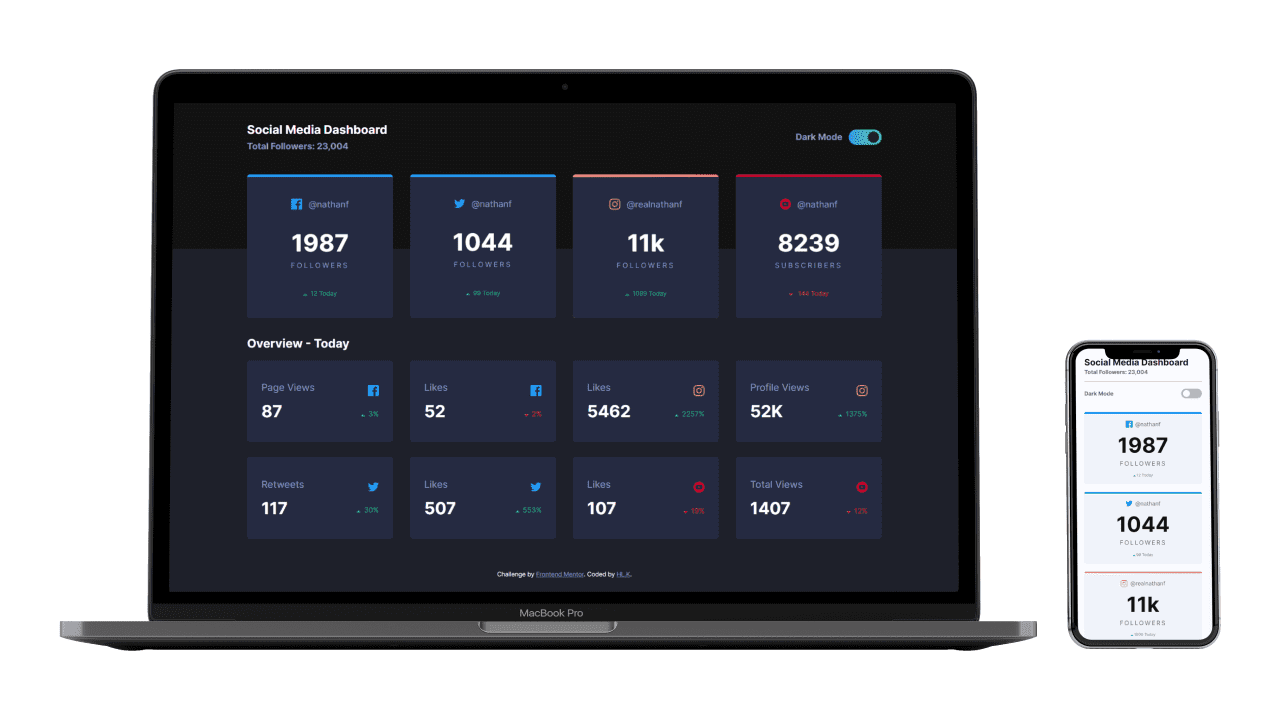 Social Media Dashboard
Total Followers: 23,004
Dark Mode
@nathanf
1987
FOLLOWERS
12 Today
@nathanf
1044
FOLLOWERS
99 Today
@realnathanf
11k
FOLLOWERS
1099 Today
@nathanf
8239
SUBSCRIBERS
144 Today
Overview - Today
Page Views
87
3%
Likes
52
2%
Likes
5462
2257%
Profile Views
52K
1375%
Retweets
117
30%
Likes
507
553%
Likes
107
19%
Total Views
1407
12%
Challenge by Frontend Mentor. Coded by H.,K.
MacBook Pro
Social Media Dashboard
Total Followers: 23,004
Dark Mode
@nathanf
1987
FOLLOWERS
12 Today
@nathanf
1044
FOLLOWERS
99 Today
@realnathanf
11k
FOLLOWERS
1099 Today